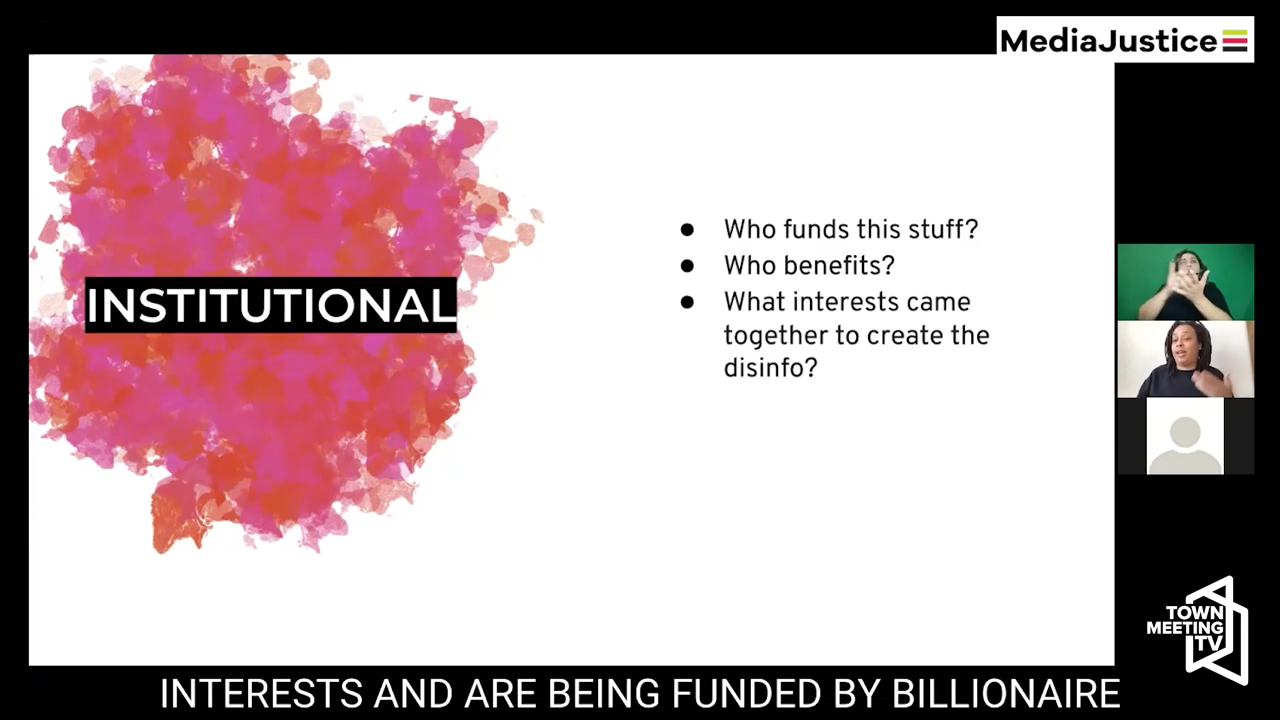 MediaJustice
INSTITUTIONAL
● Who funds this stuff?
● Who benefits?
● What interests came
together to create the
disinfo?
TOWN
MEETING
TV
INTERESTS AND ARE BEING FUNDED BY BILLIONAIRE